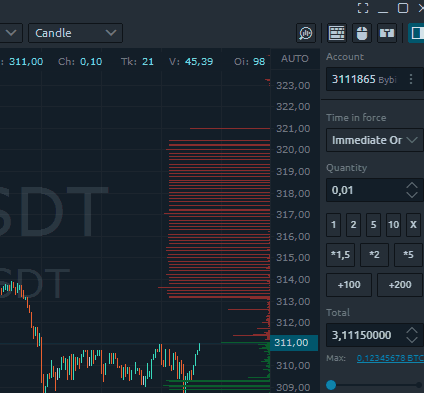 Candle
: 311,00 Ch: 0,10 Tk: 21 V: 45,39 Oi: 98
AUTO
323,00
322,00
321,00
320,00
319,00
318,00
317,00
316,00
315,00
314,00
313,00
312,00
311,00
310,00
309,00
SDT
SDT
Account
3111865 Bybi
Time in force
Immediate Or
Quantity
0,01
1 2 5 10 X
*1,5 *2 *5
+100 +200
Total
3,11150000
Max: 0,12345678 BTC